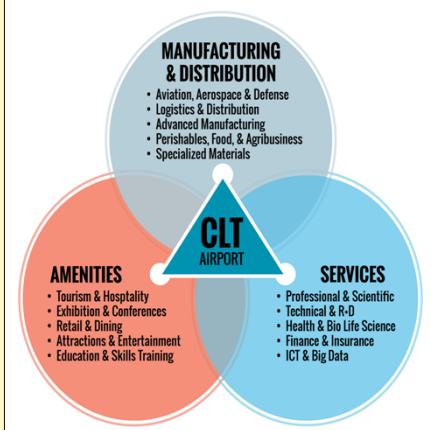 MANUFACTURING
& DISTRIBUTION
• Aviation, Aerospace & Defense
• Logistics & Distribution
• Advanced Manufacturing
• Perishables, Food, & Agribusiness
• Specialized Materials
CLT
AIRPORT
AMENITIES
• Tourism & Hosptality
• Exhibition & Conferences
• Retail & Dining
• Attractions & Entertainment
• Education & Skills Training
SERVICES
• Professional & Scientific
• Technical & R+D
• Health & Bio Life Science
• Finance & Insurance
• ICT & Big Data